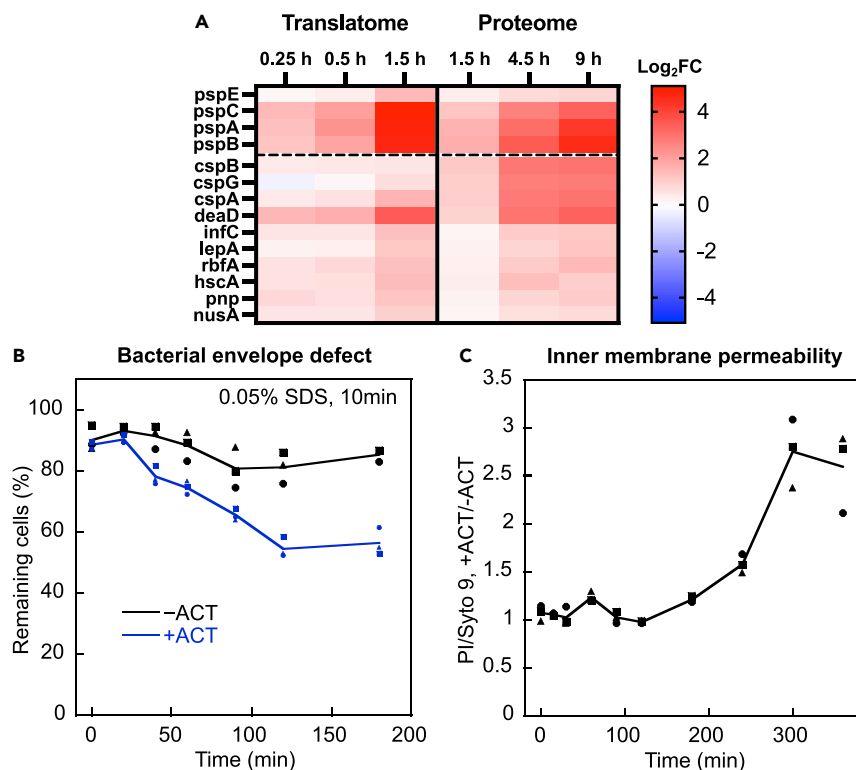 A
Translatome Proteome
0.25 h 0.5 h 1.5 h 1.5 h 4.5 h 9 h
Log₂FC
pspE
pspC
pspA
pspB
cspB
cspG
cspA
deaD
infC
lepA
rbfA
hscA
pnp
nusA
4
2
0
−2
−4
B Bacterial envelope defect
0.05% SDS, 10min
Remaining cells (%)
100
80
60
40
20
0
−ACT
+ACT
0 50 100 150 200
Time (min)
C Inner membrane permeability
PI/Syto 9, +ACT/-ACT
3.5
3
2.5
2
1.5
1
0.5
0
0 100 200 300
Time (min)